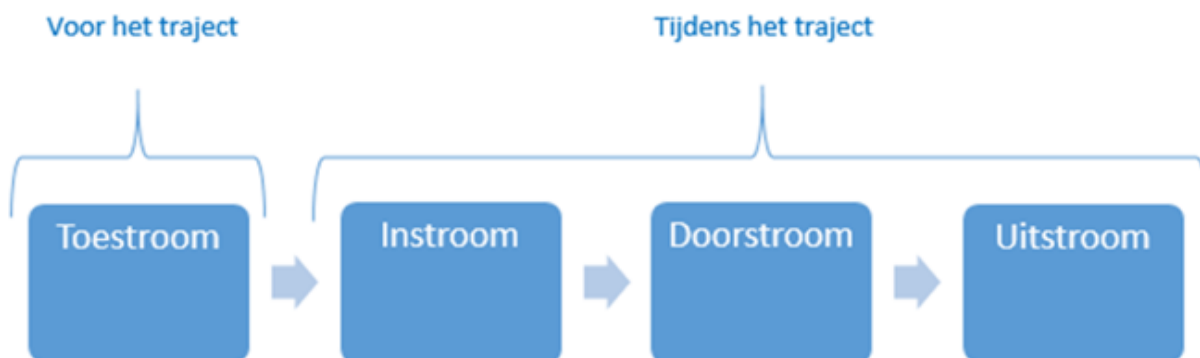 Voor het traject
Tijdens het traject
Toestroom
Instroom
Doorstroom
Uitstroom